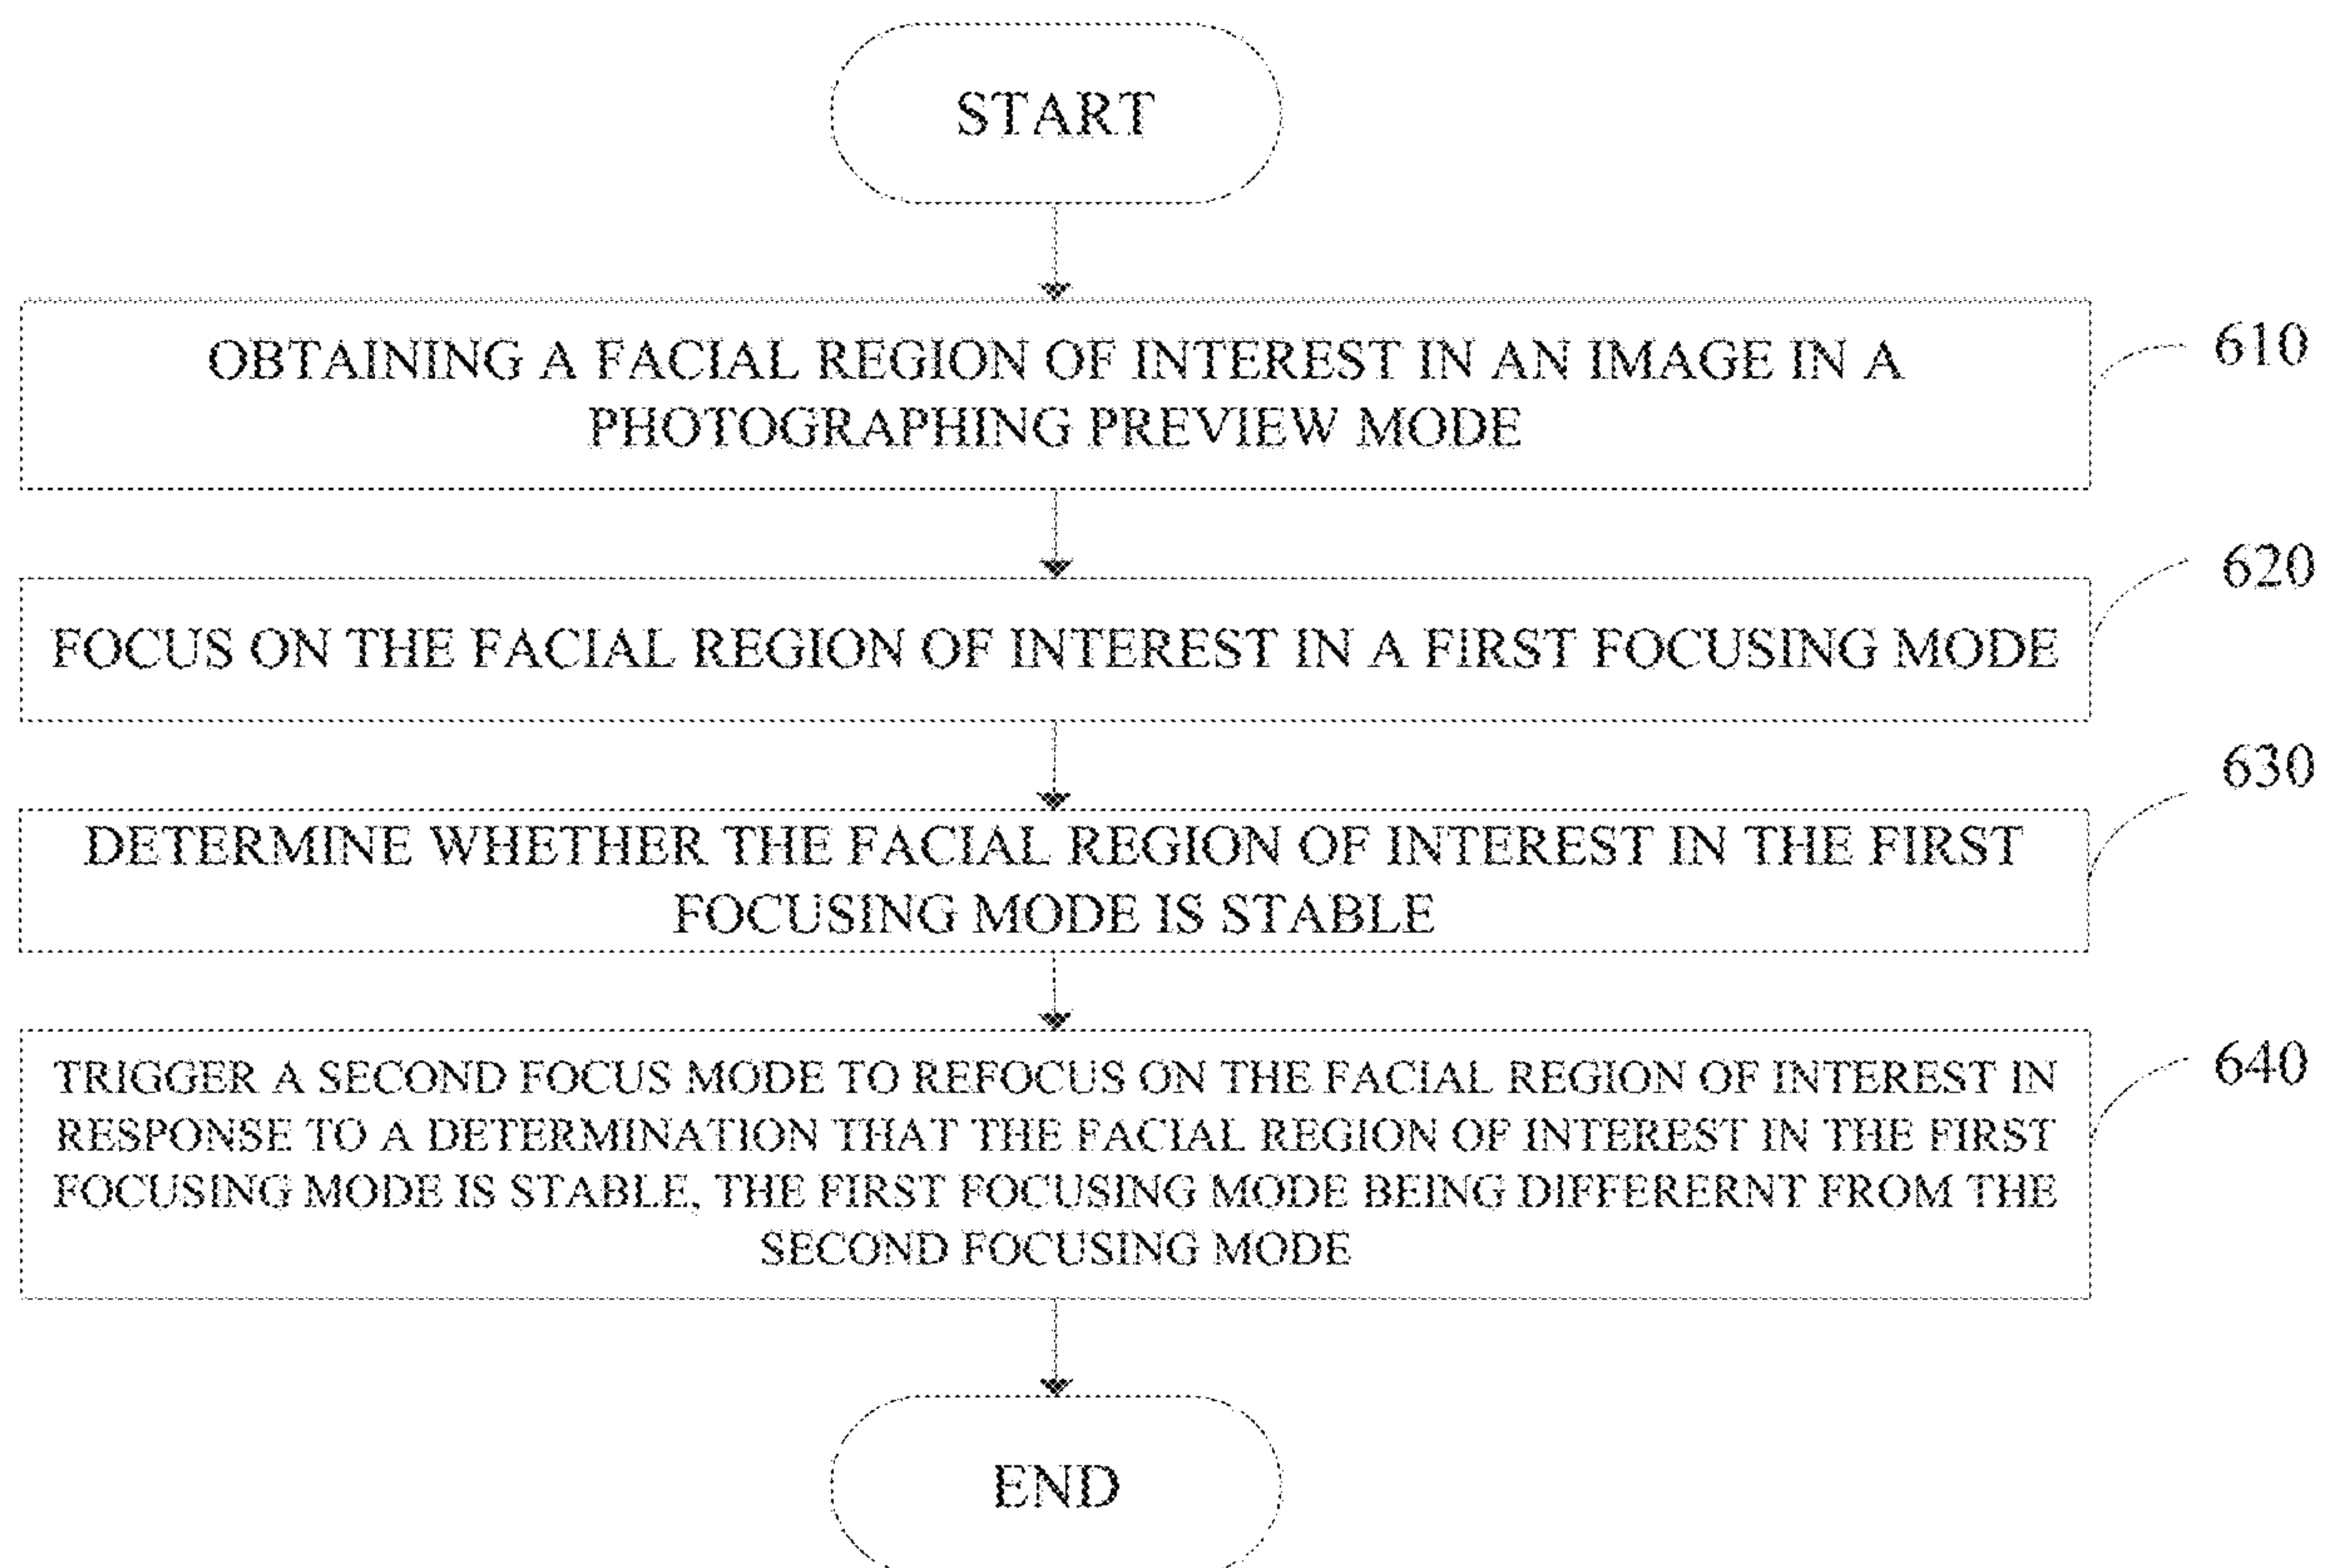 START
OBTAINING A FACIAL REGION OF INTEREST IN AN IMAGE IN A
PHOTOGRAPHING PREVIEW MODE
610
FOCUS ON THE FACIAL REGION OF INTEREST IN A FIRST FOCUSING MODE
620
DETERMINE WHETHER THE FACIAL REGION OF INTEREST IN THE FIRST
FOCUSING MODE IS STABLE
630
TRIGGER A SECOND FOCUS MODE TO REFOCUS ON THE FACIAL REGION OF INTEREST IN
RESPONSE TO A DETERMINATION THAT THE FACIAL REGION OF INTEREST IN THE FIRST
FOCUSING MODE IS STABLE, THE FIRST FOCUSING MODE BEING DIFFERERNT FROM THE
SECOND FOCUSING MODE
640
END